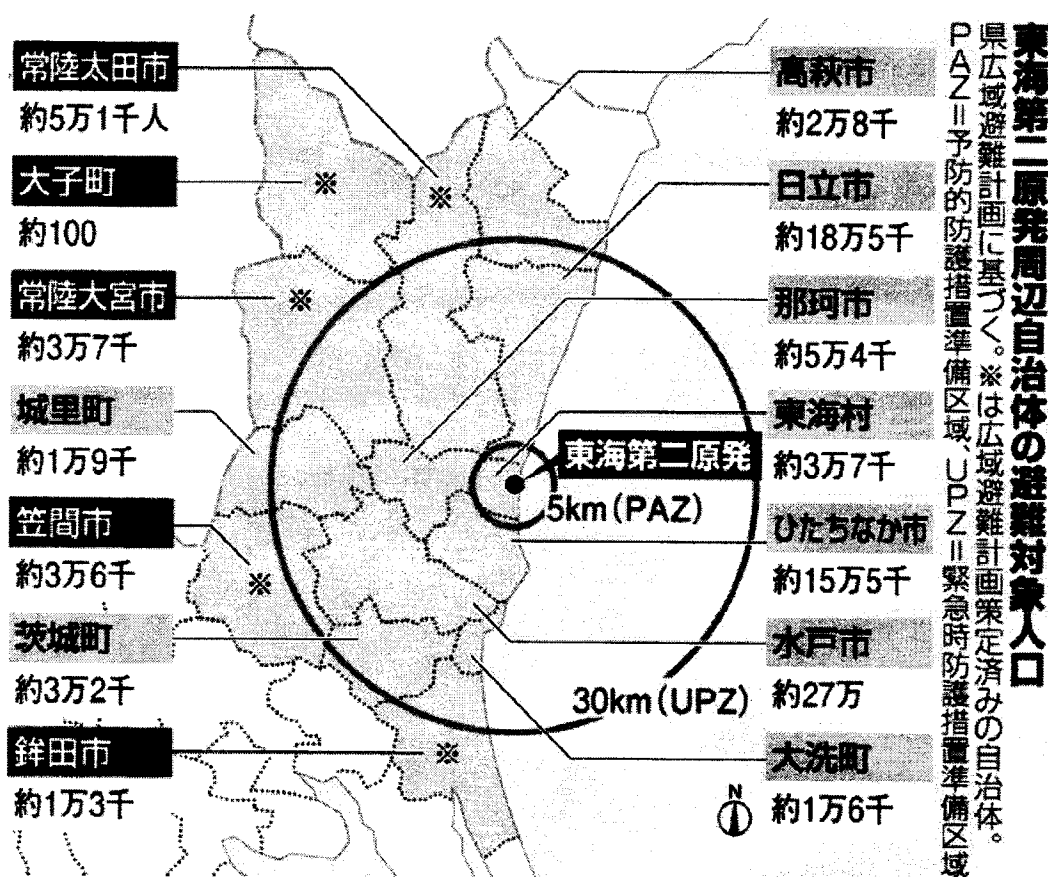 東海第二原発周辺自治体の避難対象人口
県広域避難計画に基づく。※は広域避難計画策定済みの自治体。
PAZ=予防的防護措置準備区域、UPZ=緊急時防護措置準備区域
高萩市
約2万8千
日立市
約18万5千
那珂市
約5万4千
東海村
約3万7千
ひたちなか市
約15万5千
水戸市
約27万
大洗町
約1万6千
常陸太田市
約5万1千人
大子町
約100
常陸大宮市
約3万7千
城里町
約1万9千
笠間市
約3万6千
茨城町
約3万2千
鉾田市
約1万3千
※
※
※
※
※
東海第二原発
5km(PAZ)
30km(UPZ)
N